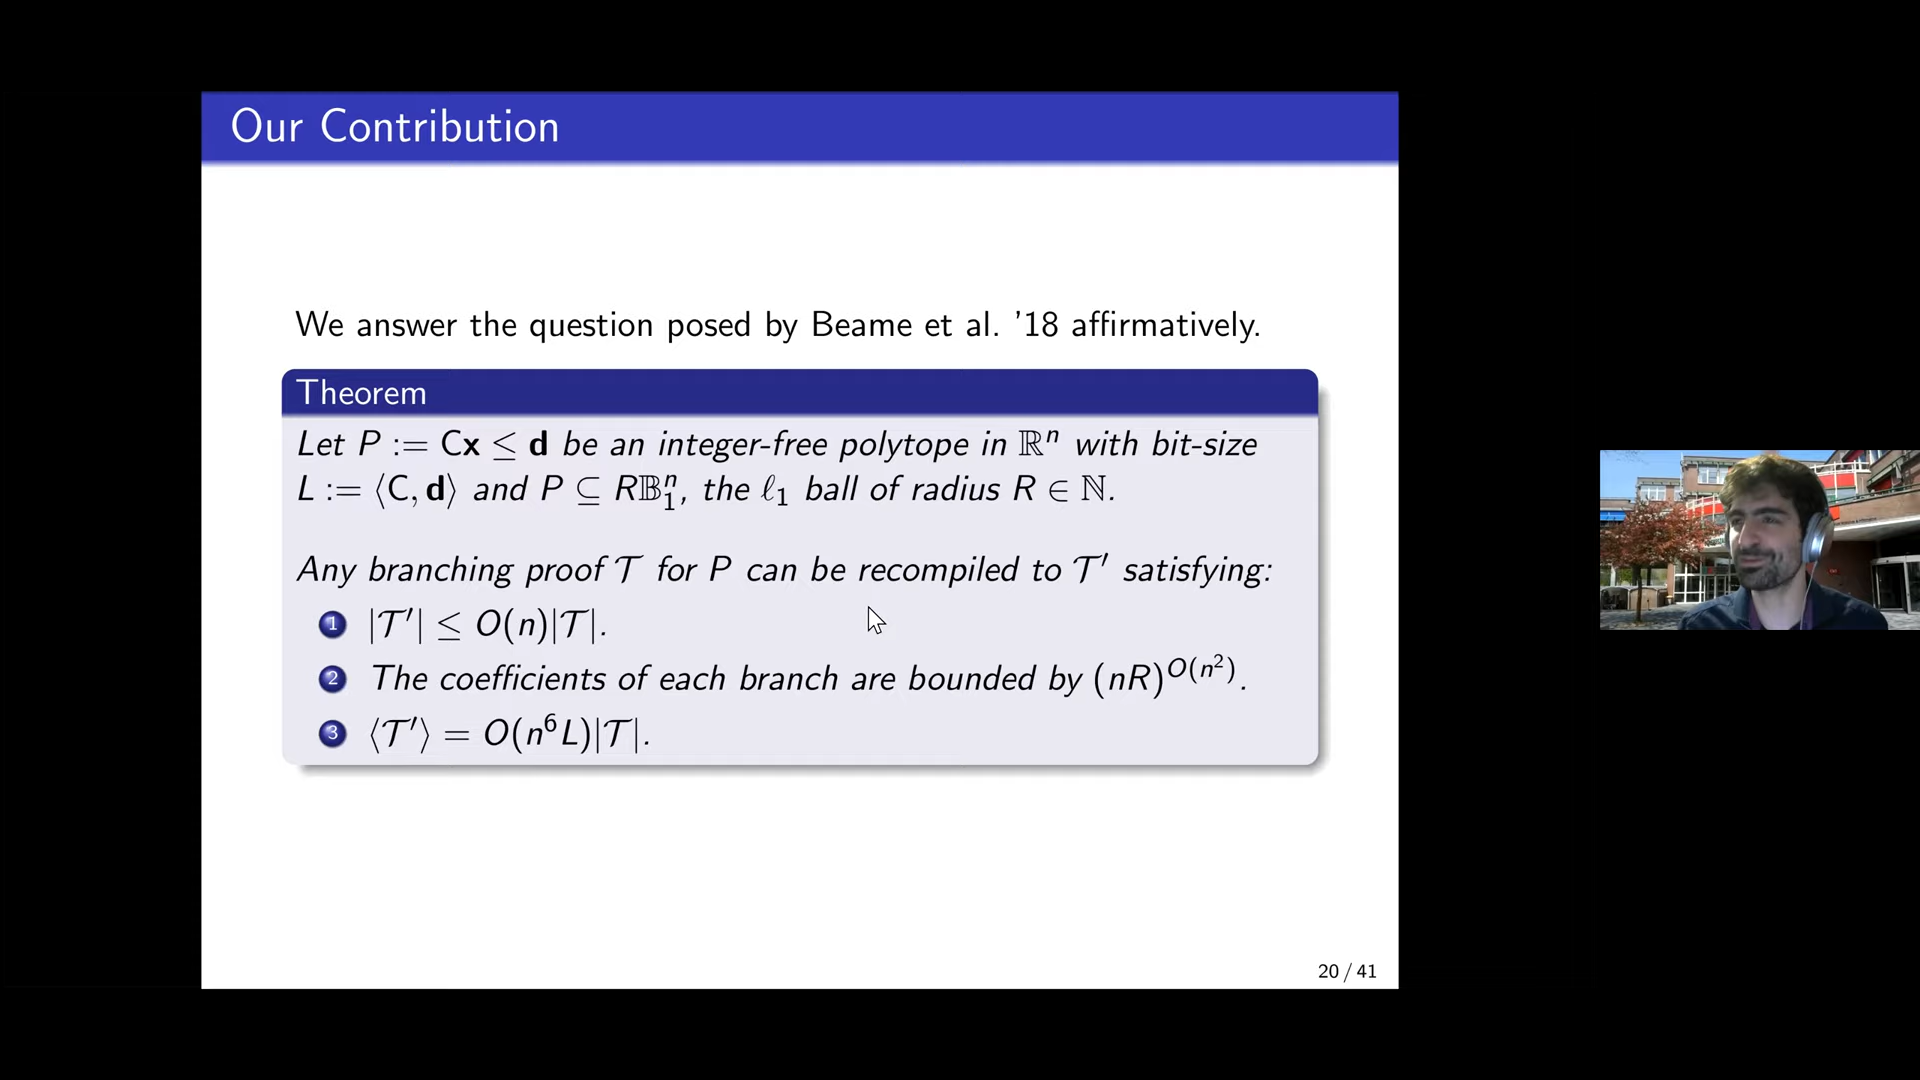 Our Contribution
We answer the question posed by Beame et al. '18 affirmatively.
Theorem
Let P := Cx ≤ d be an integer-free polytope in ℝⁿ with bit-size
L := ⟨C, d⟩ and P ⊆ R𝔹₁ⁿ, the ℓ₁ ball of radius R ∈ ℕ.
Any branching proof 𝒯 for P can be recompiled to 𝒯′ satisfying:
1 |𝒯′| ≤ O(n)|𝒯|.
2 The coefficients of each branch are bounded by (nR)^{O(n²)}.
3 ⟨𝒯′⟩ = O(n⁶L)|𝒯|.
20 / 41